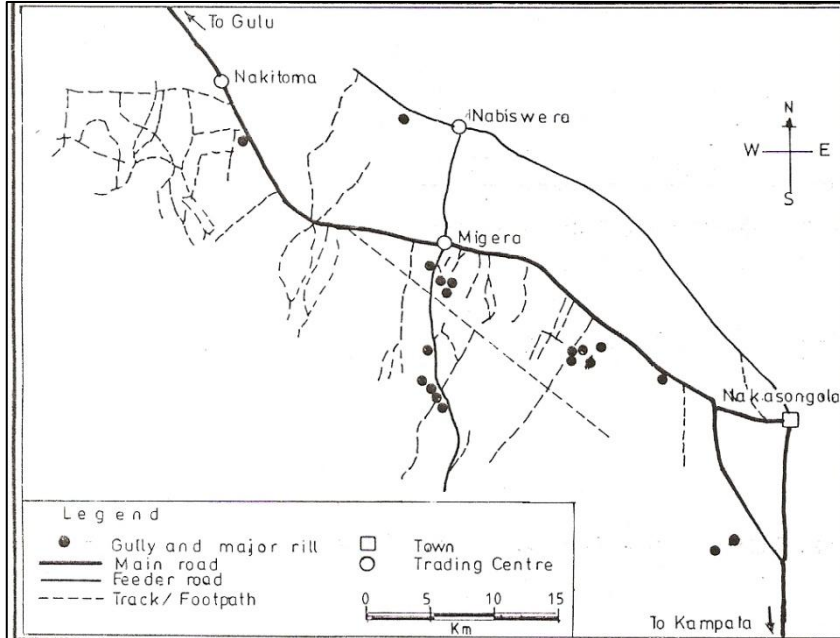 To Gulu
Nakitoma
Nabiswera
N
W E
S
Migera
Nakasongola
Legend
Gully and major rill
Main road
Feeder road
Track/Footpath
Town
Trading Centre
0 5 10 15
Km
To Kampata